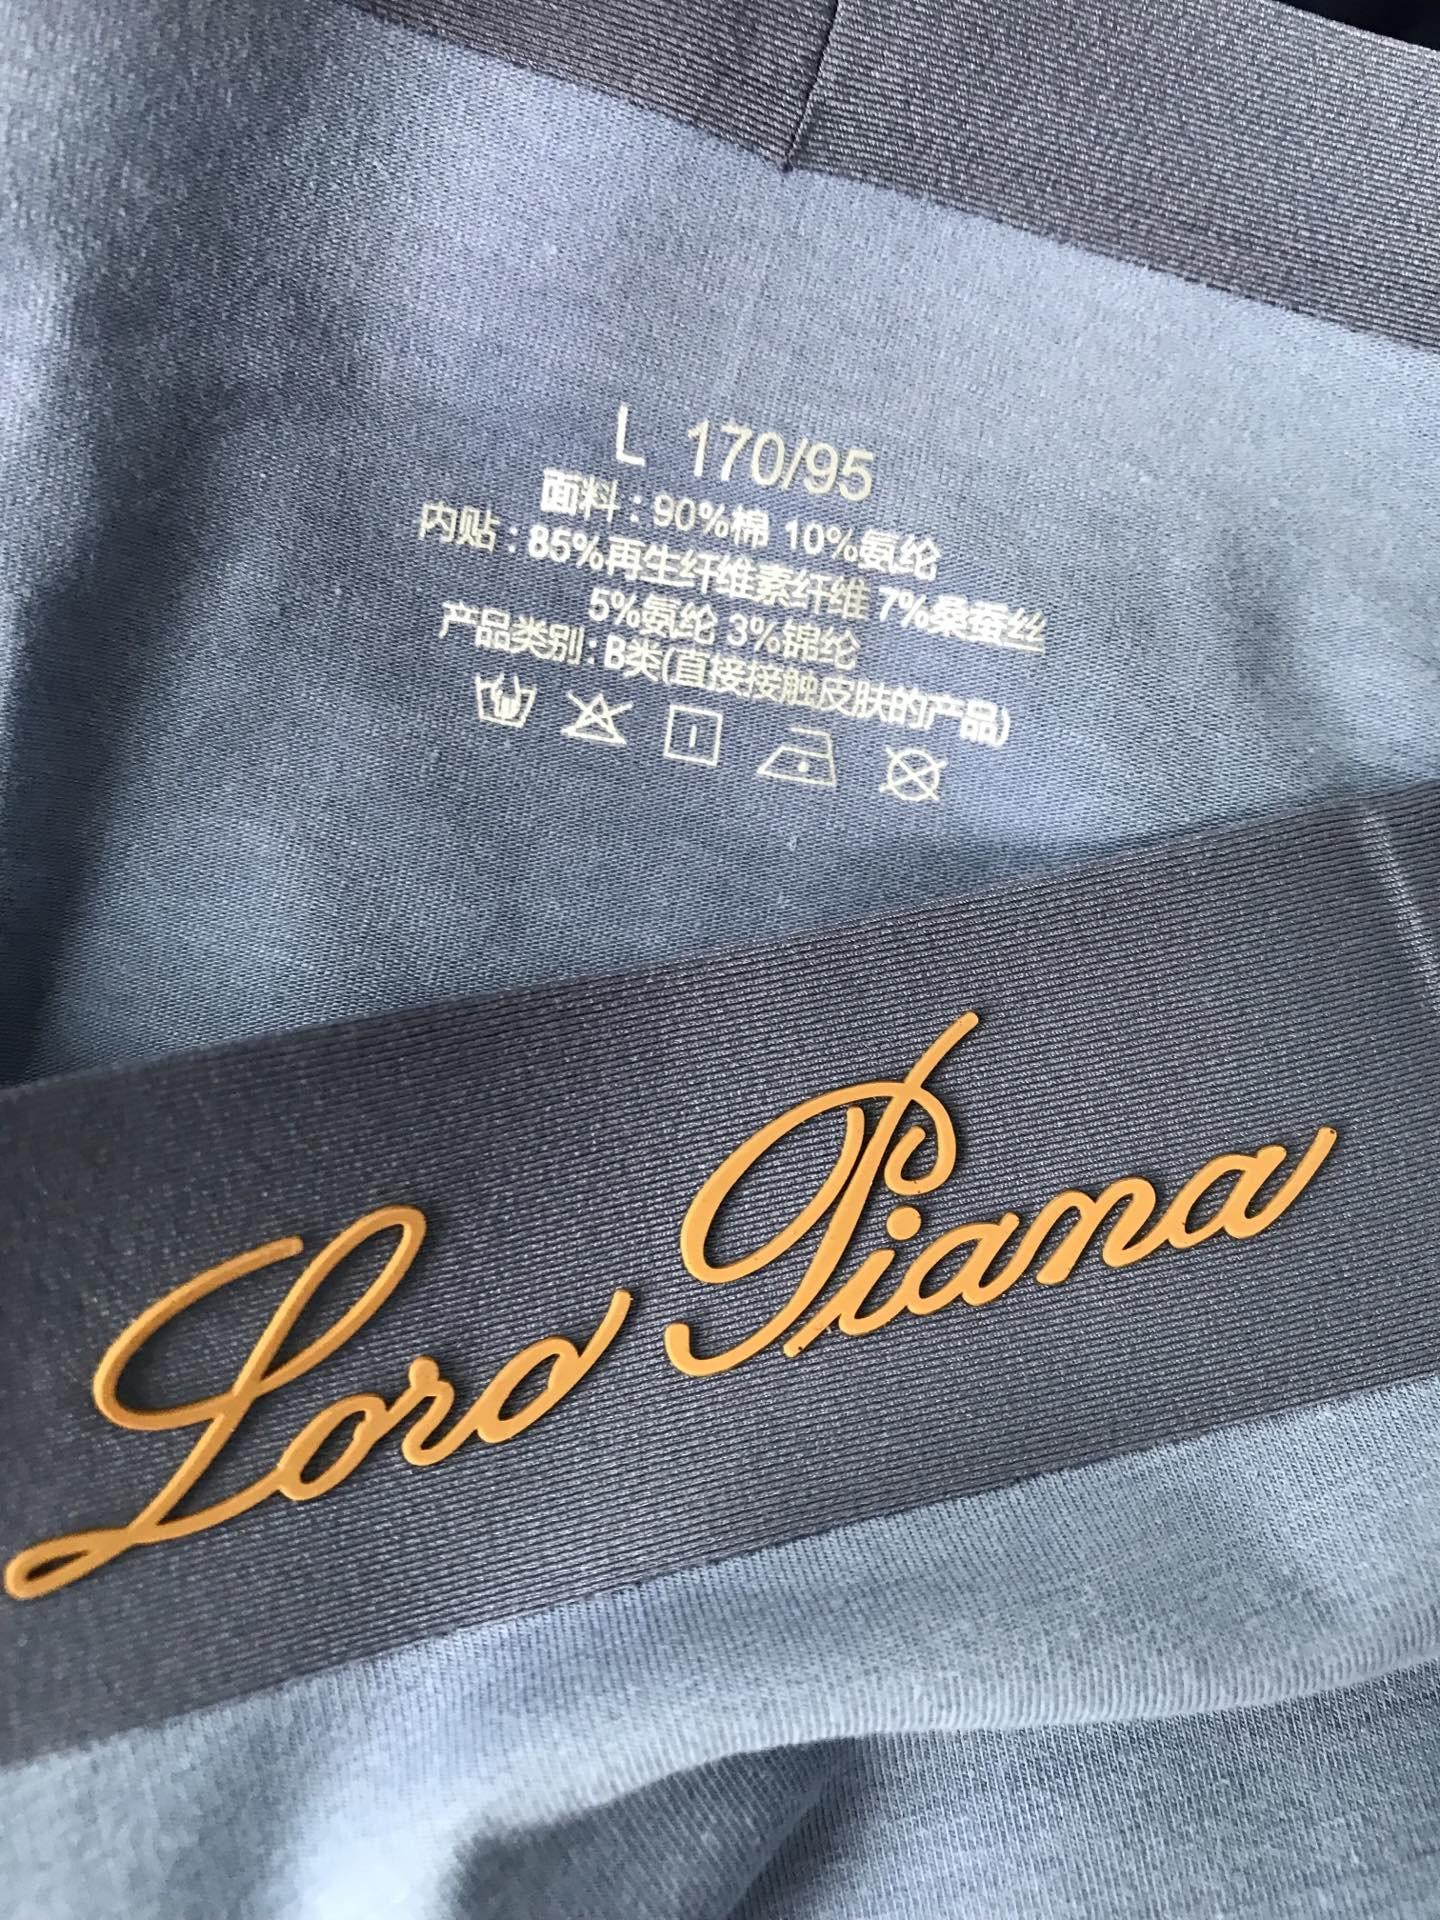 L 170/95
面料：90%棉 10%氨纶
内贴：85%再生纤维素纤维 7%桑蚕丝
5%氨纶 3%锦纶
产品类别：B类(直接接触皮肤的产品)
Lord Piana